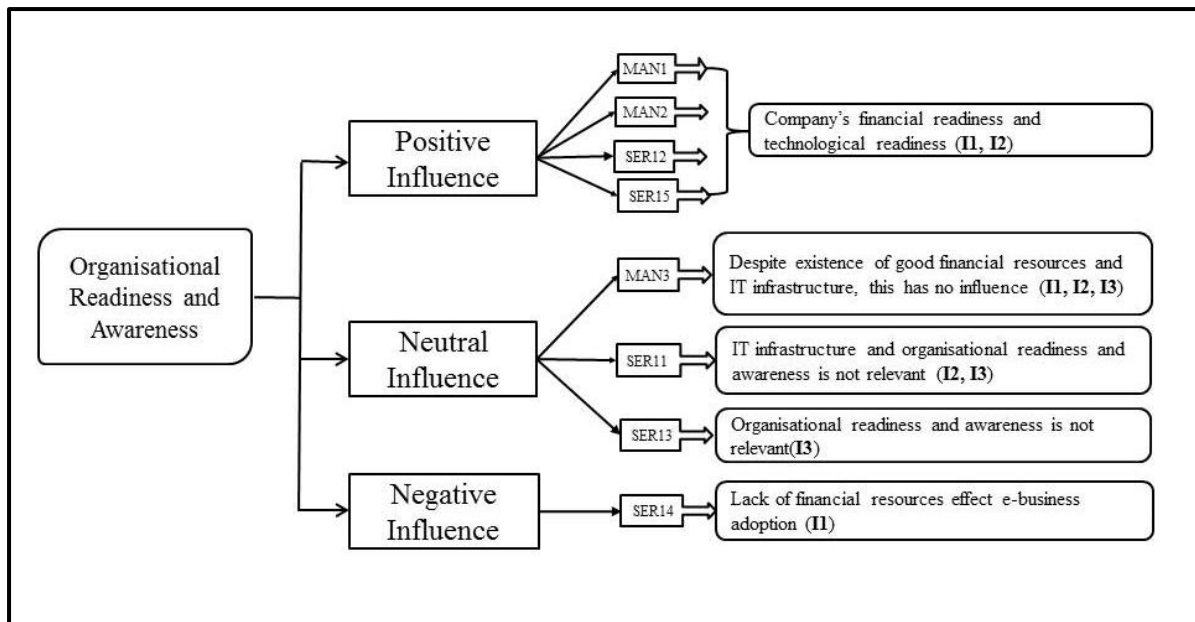 Organisational
Readiness and
Awareness
Positive
Influence
MAN1
MAN2
SER12
SER15
Company's financial readiness and
technological readiness (I1, I2)
Neutral
Influence
MAN3
Despite existence of good financial resources and
IT infrastructure, this has no influence (I1, I2, I3)
SER11
IT infrastructure and organisational readiness and
awareness is not relevant (I2, I3)
SER13
Organisational readiness and awareness is not
relevant(I3)
Negative
Influence
SER14
Lack of financial resources effect e-business
adoption (I1)